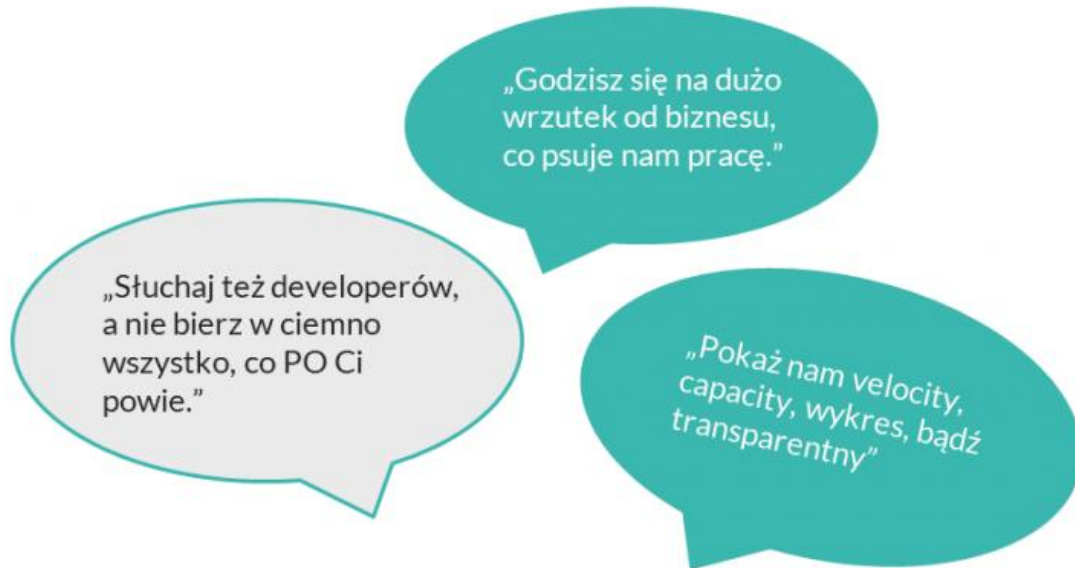 „Godzisz się na dużo
wrzutek od biznesu,
co psuje nam pracę.”
„Słuchaj też developerów,
a nie bierz w ciemno
wszystko, co PO Ci
powie.”
„Pokaż nam velocity,
capacity, wykres, bądź
transparentny”